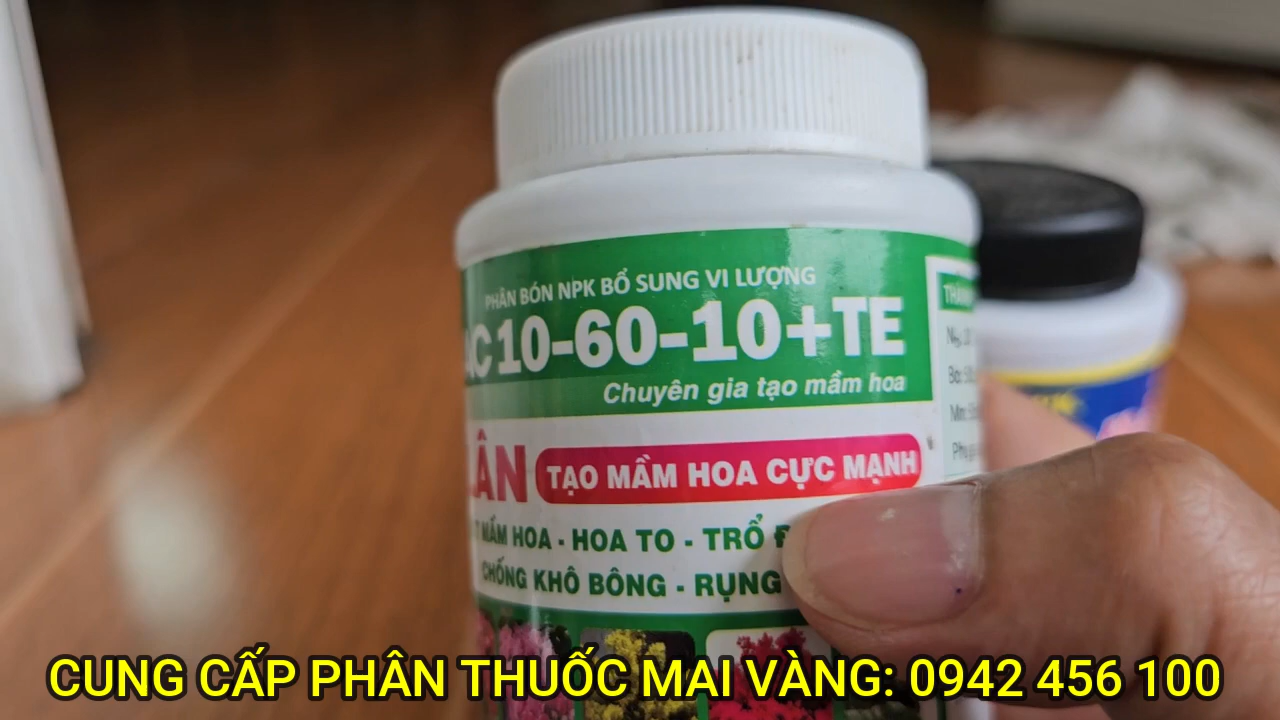 PHÂN BÓN NPK BỔ SUNG VI LƯỢNG
10-60-10+TE
Chuyên gia tạo mầm hoa
TẠO MẦM HOA CỰC MẠNH
MẦM HOA - HOA TO - TRỔ
CHỐNG KHÔ BÔNG - RỤNG
CUNG CẤP PHÂN THUỐC MAI VÀNG: 0942 456 100